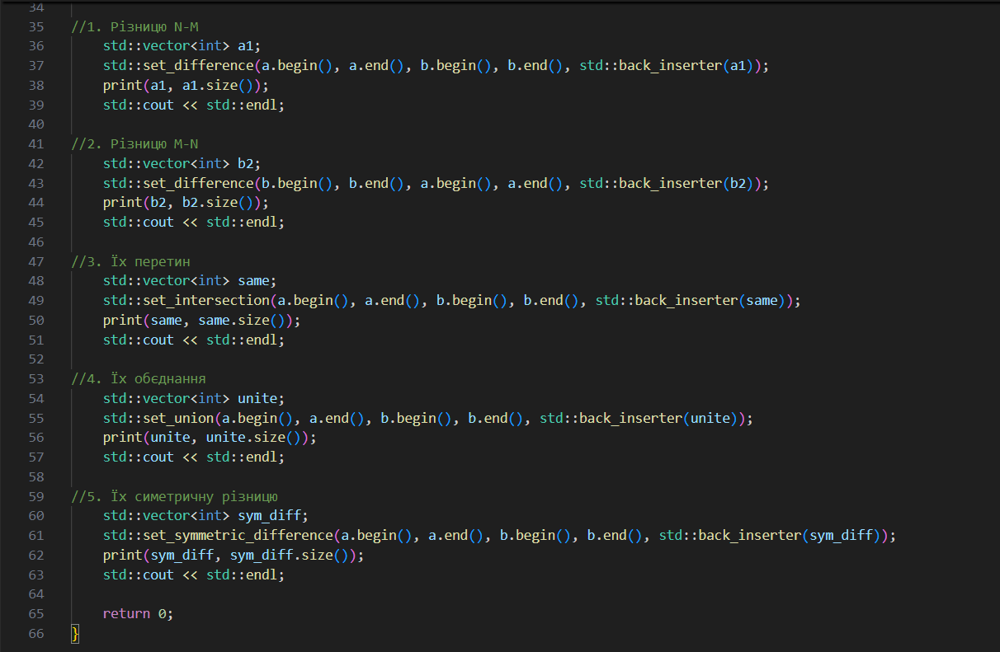 34
35 //1. Різницю N-M
36     std::vector<int> a1;
37     std::set_difference(a.begin(), a.end(), b.begin(), b.end(), std::back_inserter(a1));
38     print(a1, a1.size());
39     std::cout << std::endl;
40
41 //2. Різницю M-N
42     std::vector<int> b2;
43     std::set_difference(b.begin(), b.end(), a.begin(), a.end(), std::back_inserter(b2));
44     print(b2, b2.size());
45     std::cout << std::endl;
46
47 //3. Їх перетин
48     std::vector<int> same;
49     std::set_intersection(a.begin(), a.end(), b.begin(), b.end(), std::back_inserter(same));
50     print(same, same.size());
51     std::cout << std::endl;
52
53 //4. Їх обєднання
54     std::vector<int> unite;
55     std::set_union(a.begin(), a.end(), b.begin(), b.end(), std::back_inserter(unite));
56     print(unite, unite.size());
57     std::cout << std::endl;
58
59 //5. Їх симетричну різницю
60     std::vector<int> sym_diff;
61     std::set_symmetric_difference(a.begin(), a.end(), b.begin(), b.end(), std::back_inserter(sym_diff));
62     print(sym_diff, sym_diff.size());
63     std::cout << std::endl;
64
65     return 0;
66 }